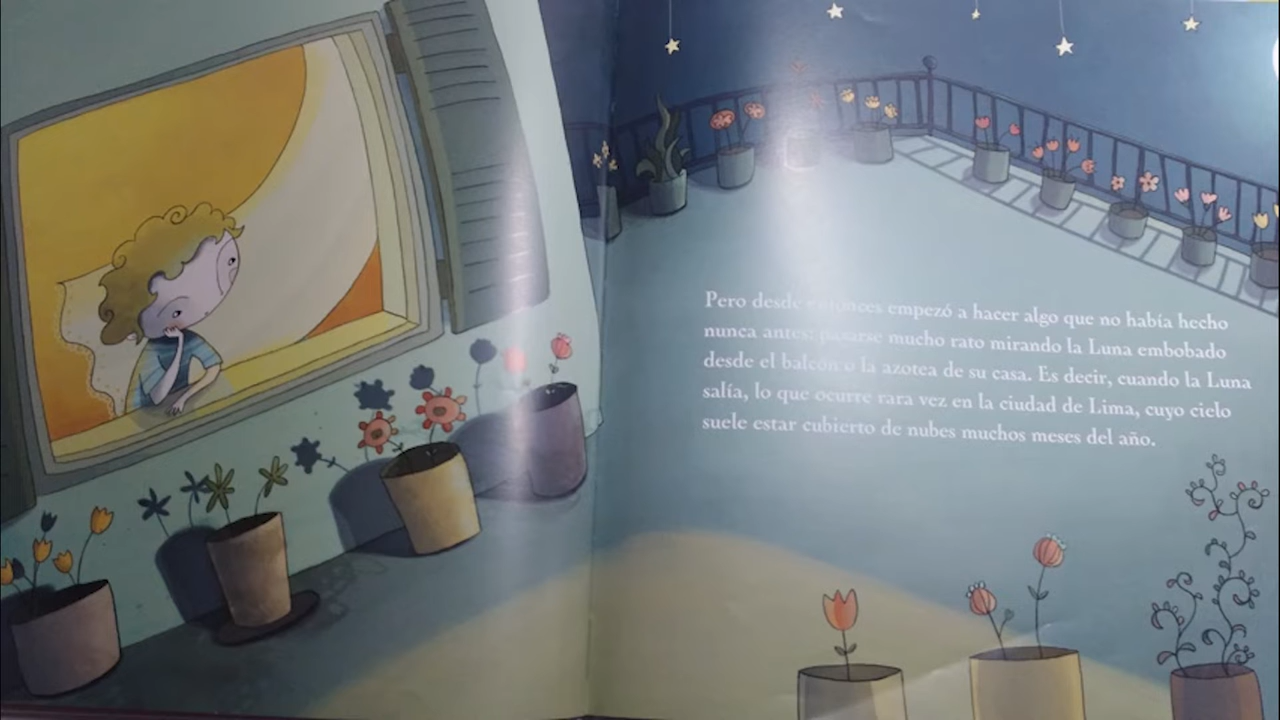 Pero desde entonces empezó a hacer algo que no había hecho
nunca antes: pasarse mucho rato mirando la Luna embobado
desde el balcón o la azotea de su casa. Es decir, cuando la Luna
salía, lo que ocurre rara vez en la ciudad de Lima, cuyo cielo
suele estar cubierto de nubes muchos meses del año.